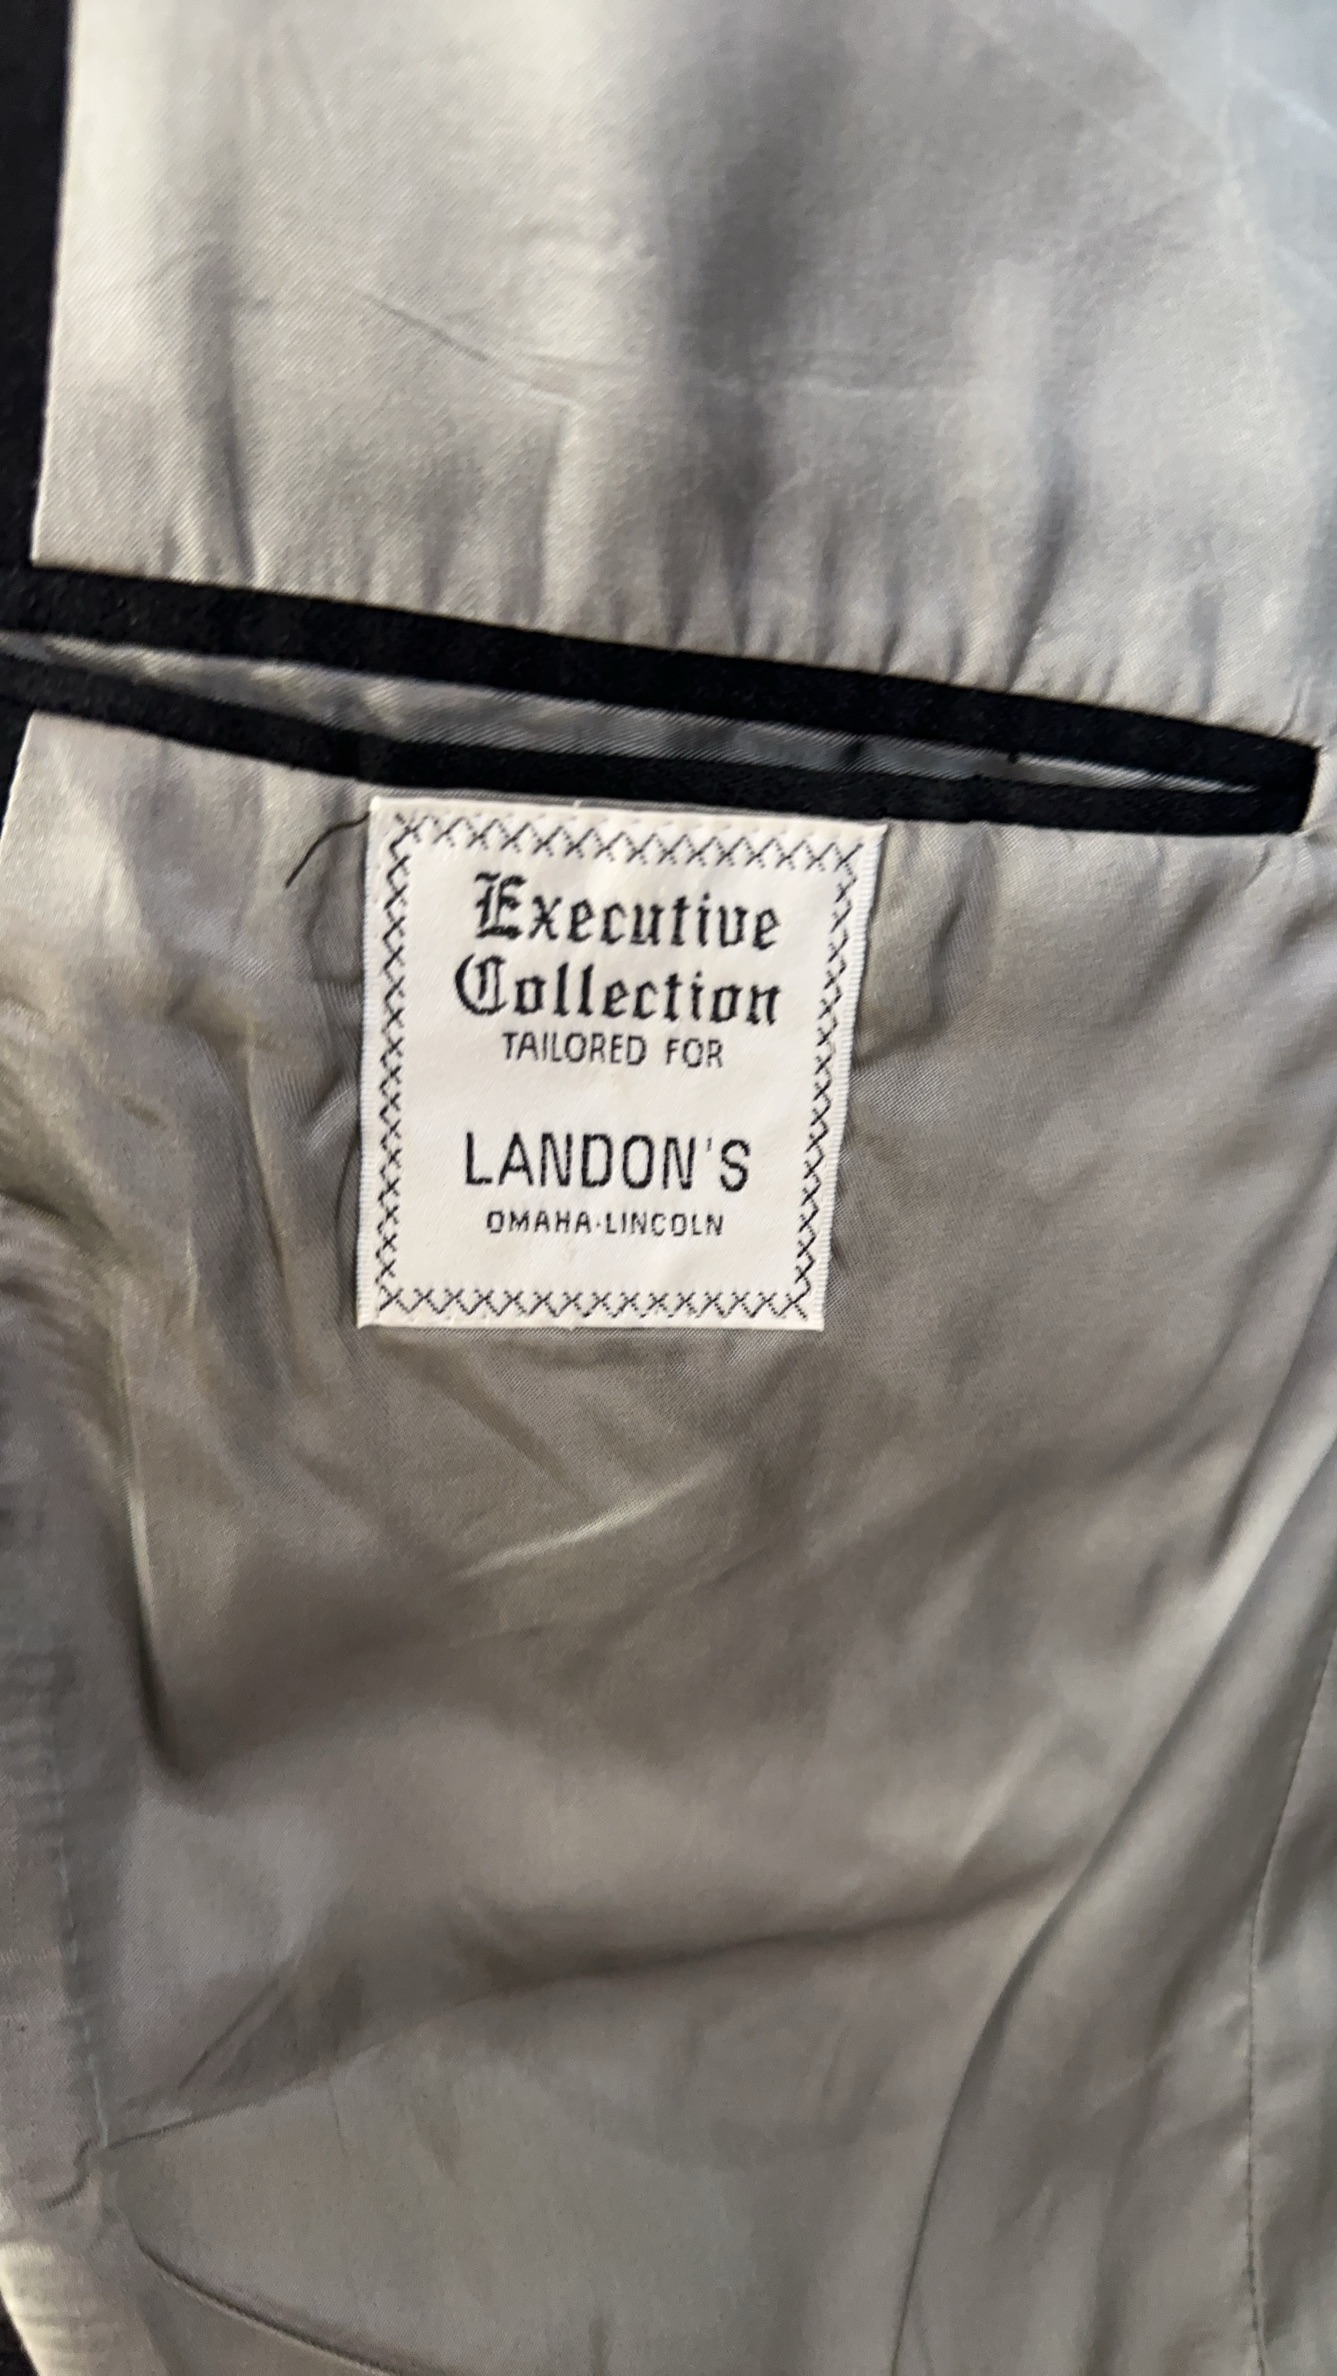 Executive
Collection
TAILORED FOR
LANDON'S
OMAHA·LINCOLN